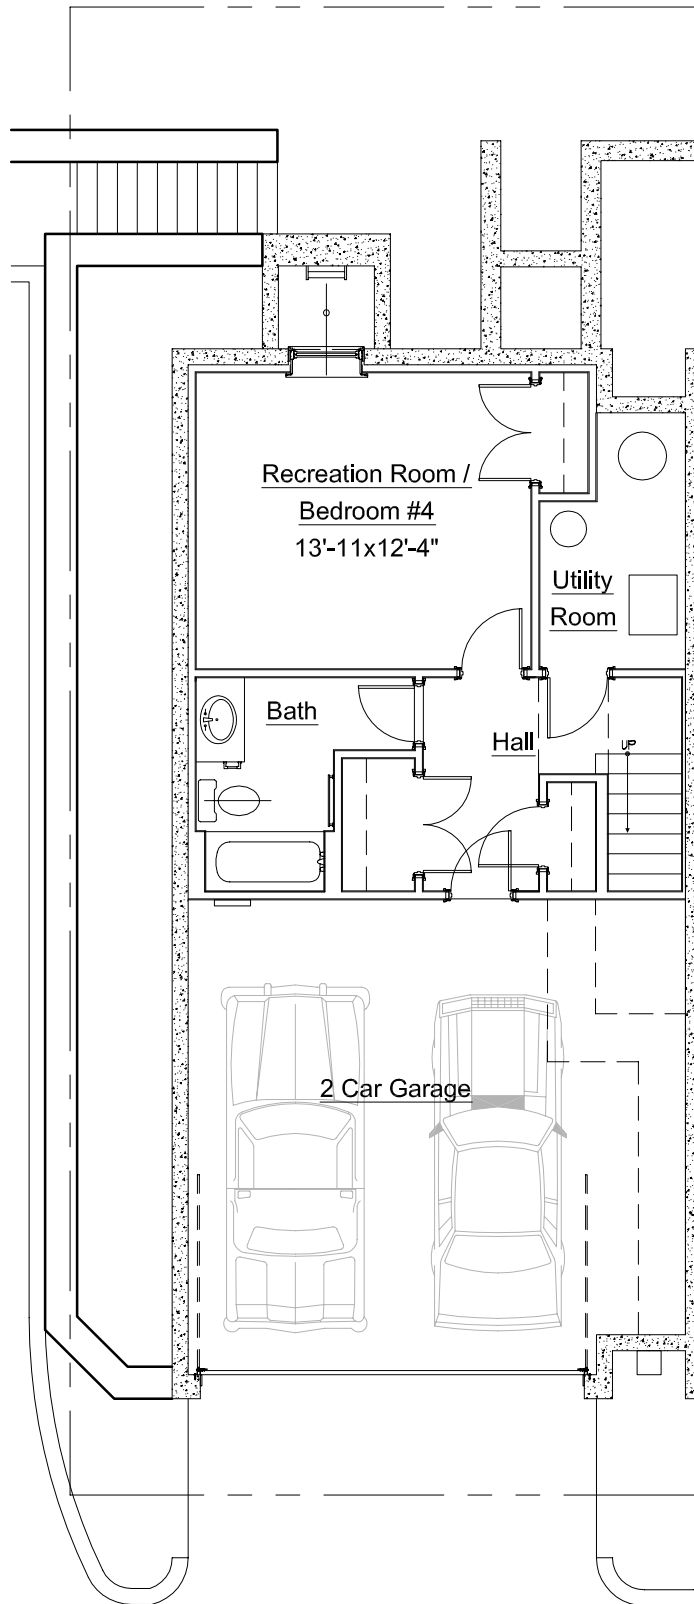 Recreation Room /
Bedroom #4
13'-11x12'-4"
Utility
Room
Bath
Hall
UP
2 Car Garage